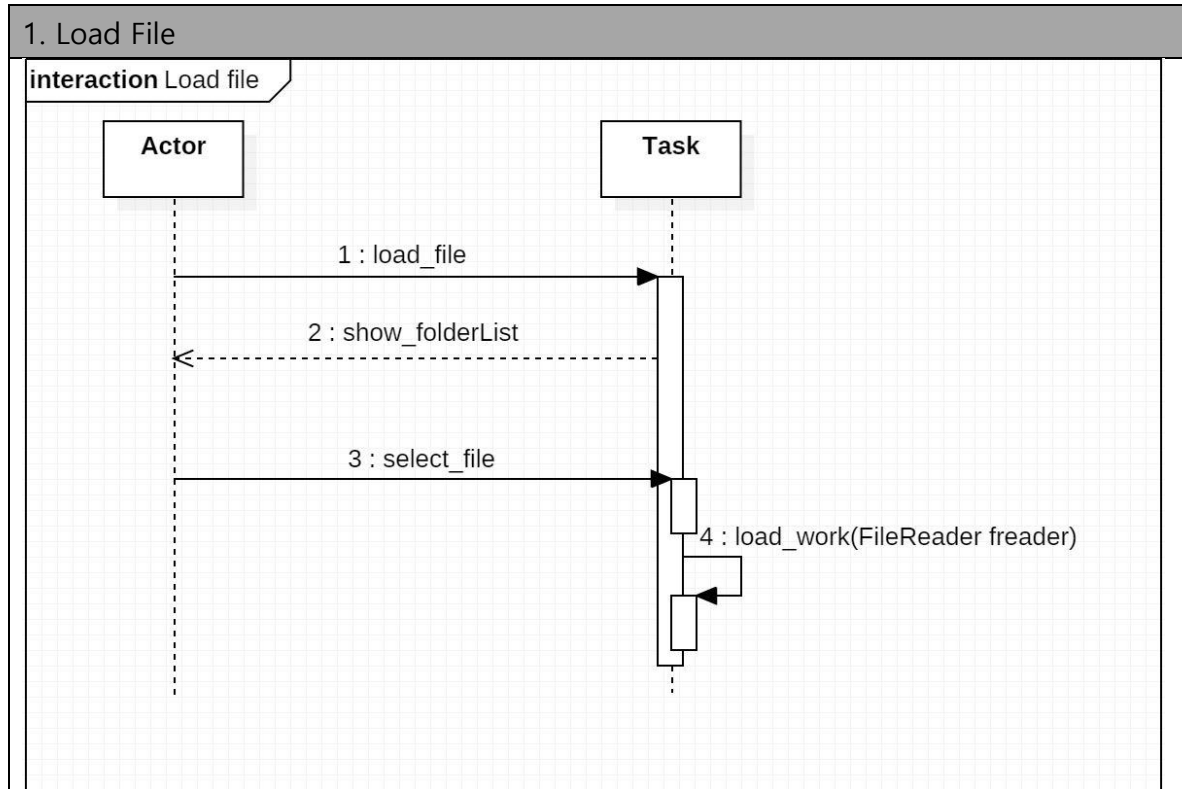 1. Load File
interaction Load file
Actor
Task
1 : load_file
2 : show_folderList
3 : select_file
4 : load_work(FileReader freader)